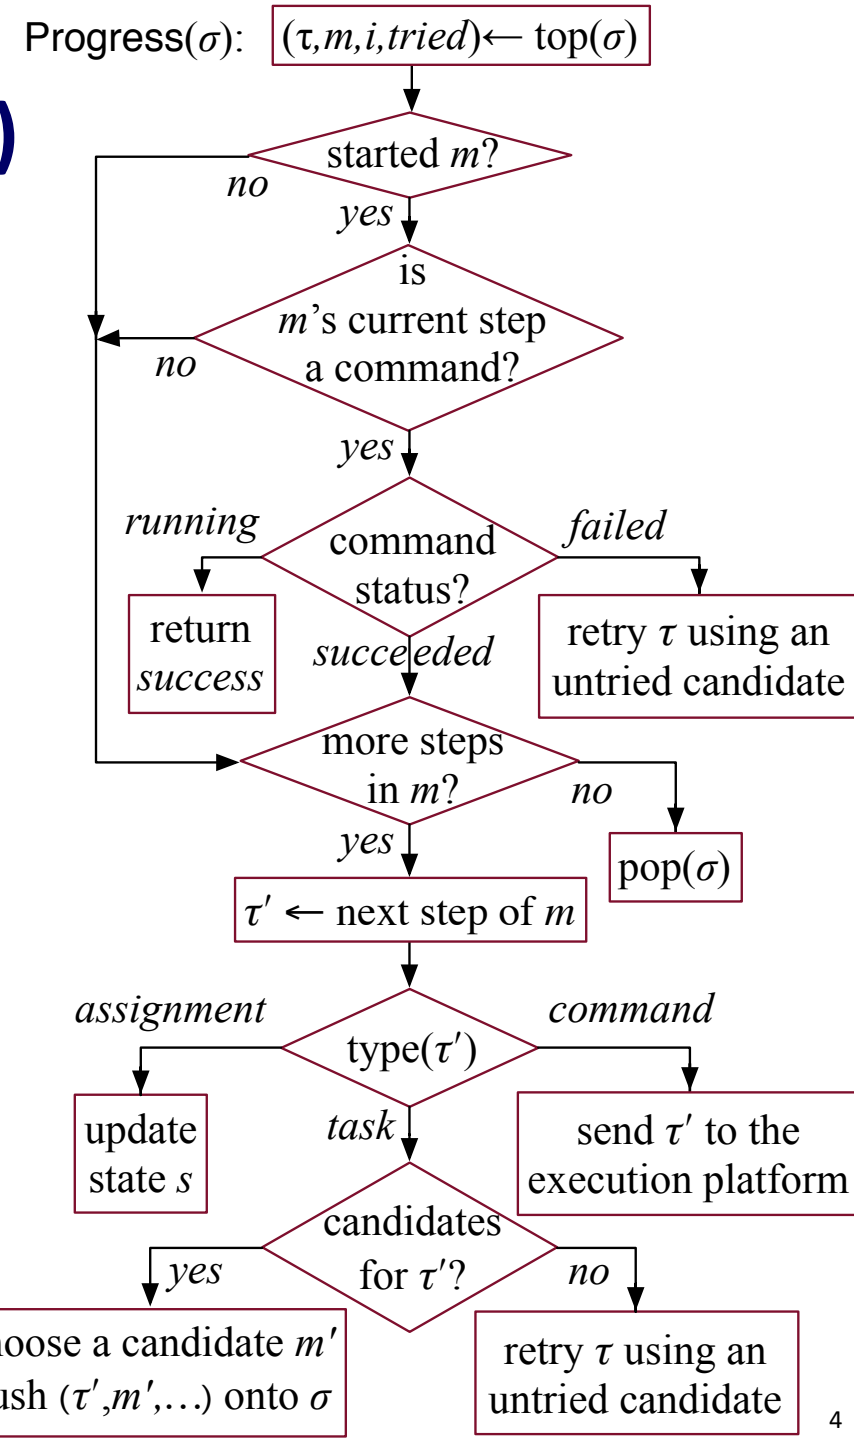 Progress(σ): (τ,m,i,tried)← top(σ)
)
started m?
no
yes
is
m's current step
a command?
no
yes
running
failed
command
status?
return
success
retry τ using an
untried candidate
succeeded
more steps
in m?
no
yes
pop(σ)
τ′ ← next step of m
assignment
command
type(τ′)
update
state s
task
send τ′ to the
execution platform
candidates
for τ′?
yes
no
hoose a candidate m′
ush (τ′,m′,…) onto σ
retry τ using an
untried candidate
4